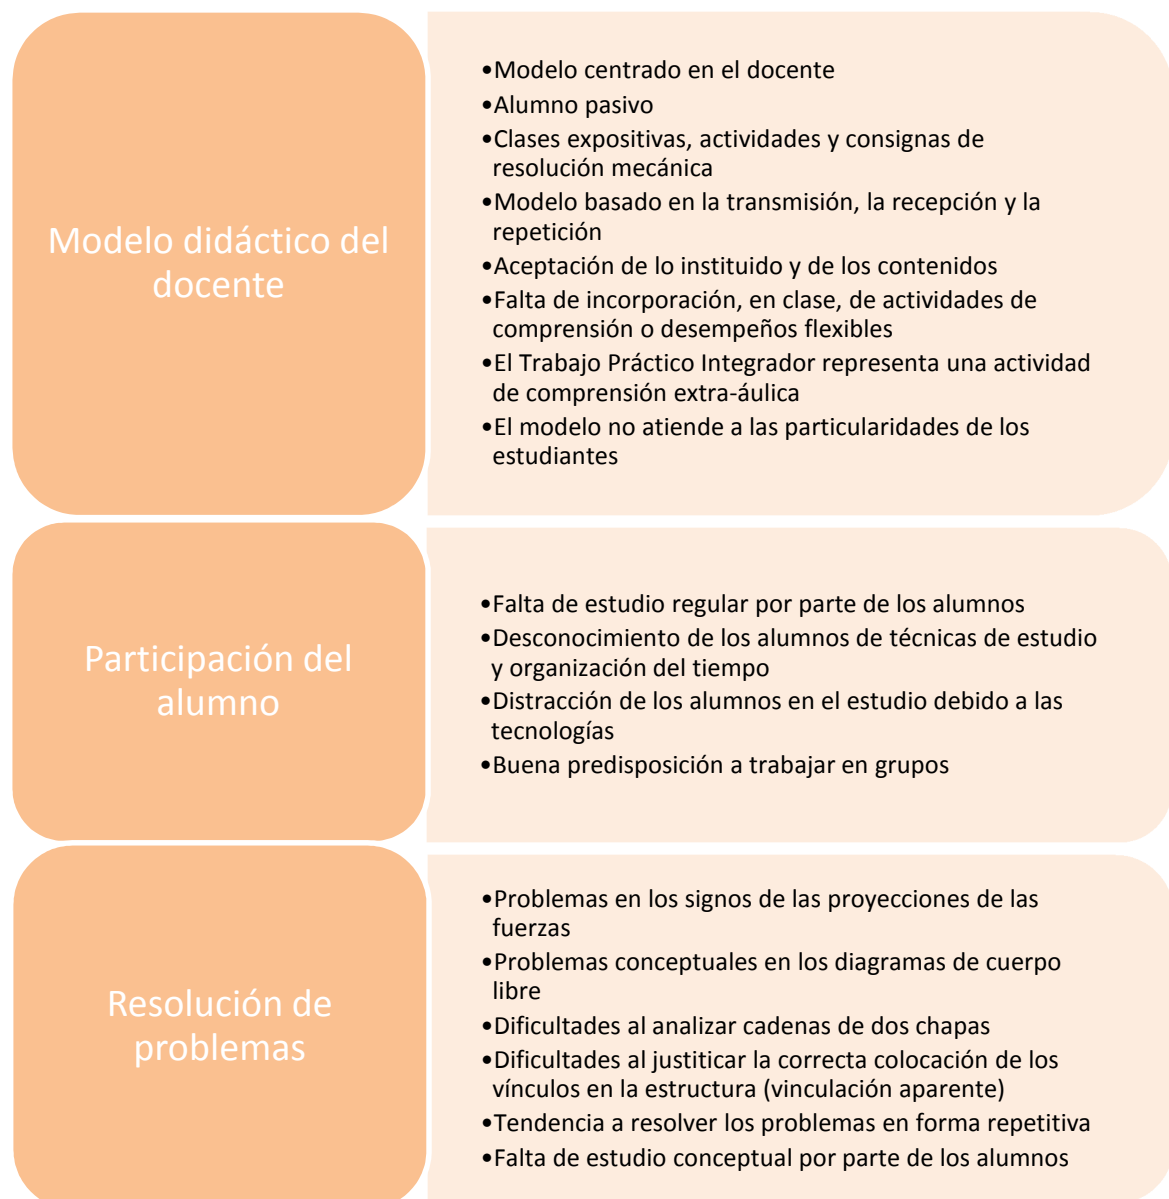 Modelo didáctico del
docente
•Modelo centrado en el docente
•Alumno pasivo
•Clases expositivas, actividades y consignas de
resolución mecánica
•Modelo basado en la transmisión, la recepción y la
repetición
•Aceptación de lo instituido y de los contenidos
•Falta de incorporación, en clase, de actividades de
comprensión o desempeños flexibles
•El Trabajo Práctico Integrador representa una actividad
de comprensión extra-áulica
•El modelo no atiende a las particularidades de los
estudiantes
Participación del
alumno
•Falta de estudio regular por parte de los alumnos
•Desconocimiento de los alumnos de técnicas de estudio
y organización del tiempo
•Distracción de los alumnos en el estudio debido a las
tecnologías
•Buena predisposición a trabajar en grupos
Resolución de
problemas
•Problemas en los signos de las proyecciones de las
fuerzas
•Problemas conceptuales en los diagramas de cuerpo
libre
•Dificultades al analizar cadenas de dos chapas
•Dificultades al justiticar la correcta colocación de los
vínculos en la estructura (vinculación aparente)
•Tendencia a resolver los problemas en forma repetitiva
•Falta de estudio conceptual por parte de los alumnos